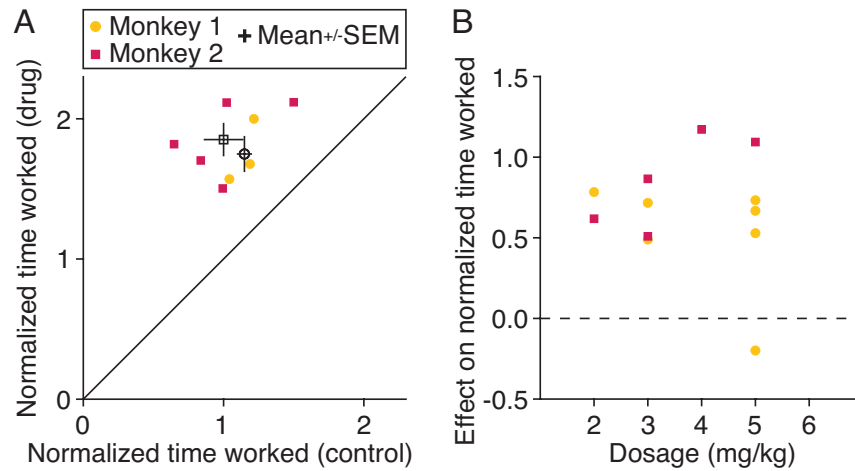 A
Monkey 1
Mean+/-SEM
Monkey 2
Normalized time worked (drug)
2
1
0
0
1
2
Normalized time worked (control)
B
Effect on normalized time worked
1.5
1.0
0.5
0.0
-0.5
2
3
4
5
6
Dosage (mg/kg)